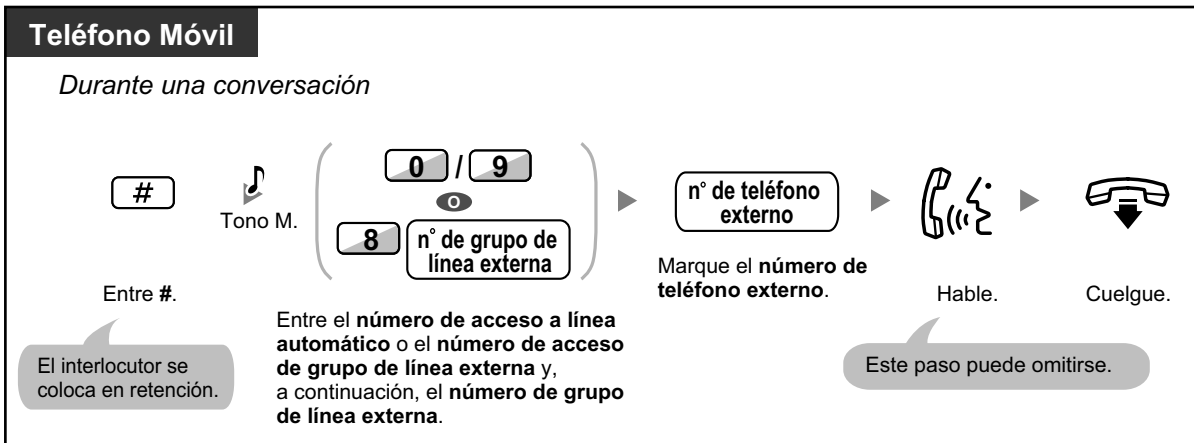 Teléfono Móvil
Durante una conversación
#
Tono M.
0 / 9
O
8 n° de grupo de
línea externa
n° de teléfono
externo
Entre #.
El interlocutor se
coloca en retención.
Entre el número de acceso a línea
automático o el número de acceso
de grupo de línea externa y,
a continuación, el número de grupo
de línea externa.
Marque el número de
teléfono externo.
Hable.
Cuelgue.
Este paso puede omitirse.